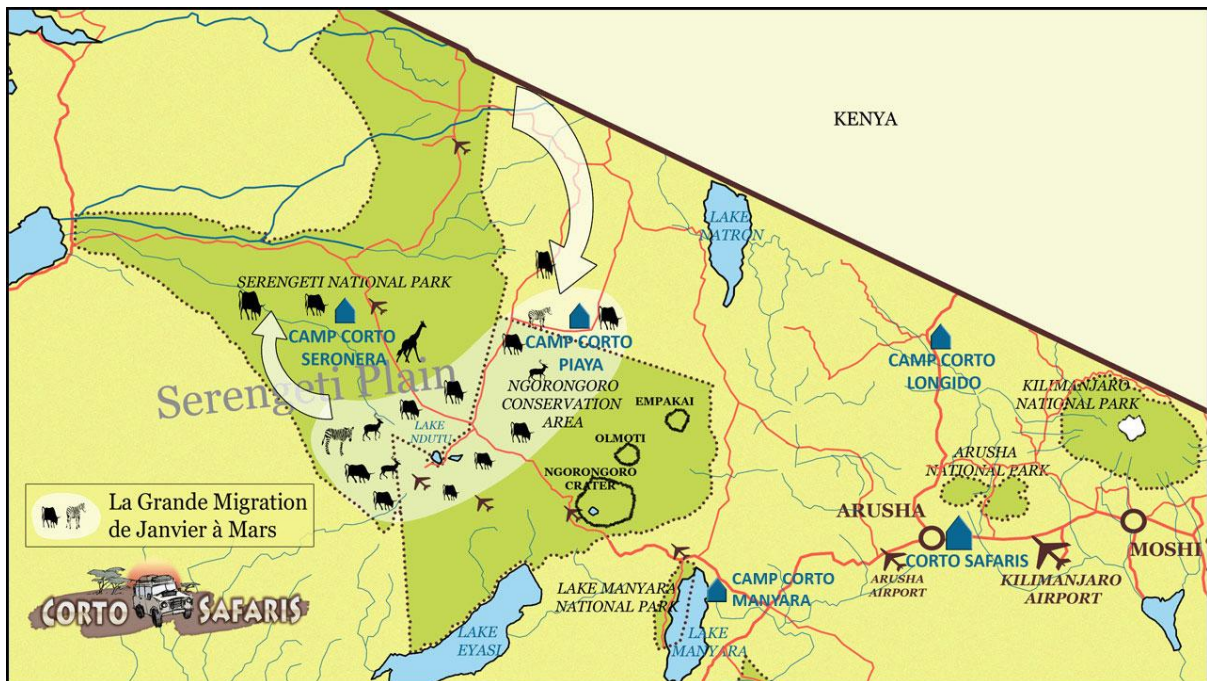 KENYA
LAKE
NATRON
SERENGETI NATIONAL PARK
CAMP CORTO
SERONERA
Serengeti Plain
CAMP CORTO
PIAYA
NGORONGORO
CONSERVATION
AREA
LAKE
NDUTU
EMPAKAI
OLMOTI
NGORONGORO
CRATER
CAMP CORTO
LONGIDO
KILIMANJARO
NATIONAL PARK
ARUSHA
NATIONAL PARK
ARUSHA
MOSHI
CORTO SAFARIS
ARUSHA
AIRPORT
KILIMANJARO
AIRPORT
CAMP CORTO
MANYARA
LAKE MANYARA
NATIONAL PARK
LAKE
MANYARA
LAKE
EYASI
La Grande Migration
de Janvier à Mars
CORTO SAFARIS